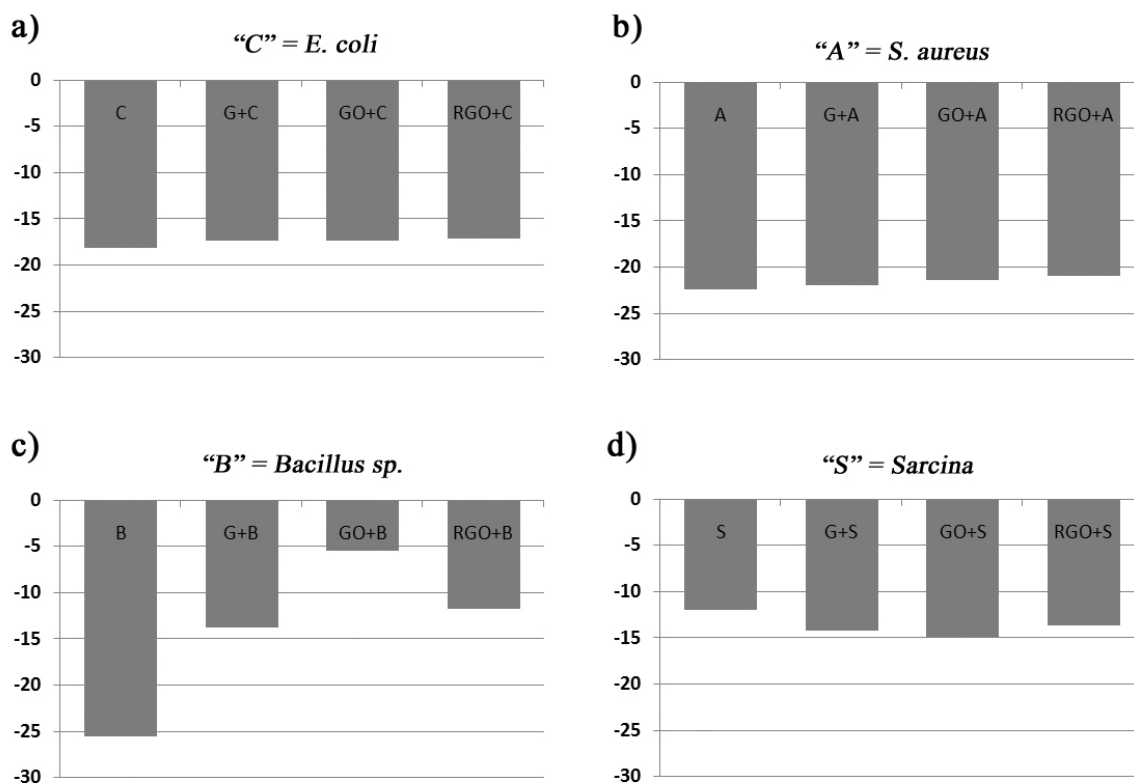 a)
“C” = E. coli
0
-5
-10
-15
-20
-25
-30
C
G+C
GO+C
RGO+C
b)
“A” = S. aureus
0
-5
-10
-15
-20
-25
-30
A
G+A
GO+A
RGO+A
c)
“B” = Bacillus sp.
0
-5
-10
-15
-20
-25
-30
B
G+B
GO+B
RGO+B
d)
“S” = Sarcina
0
-5
-10
-15
-20
-25
-30
S
G+S
GO+S
RGO+S